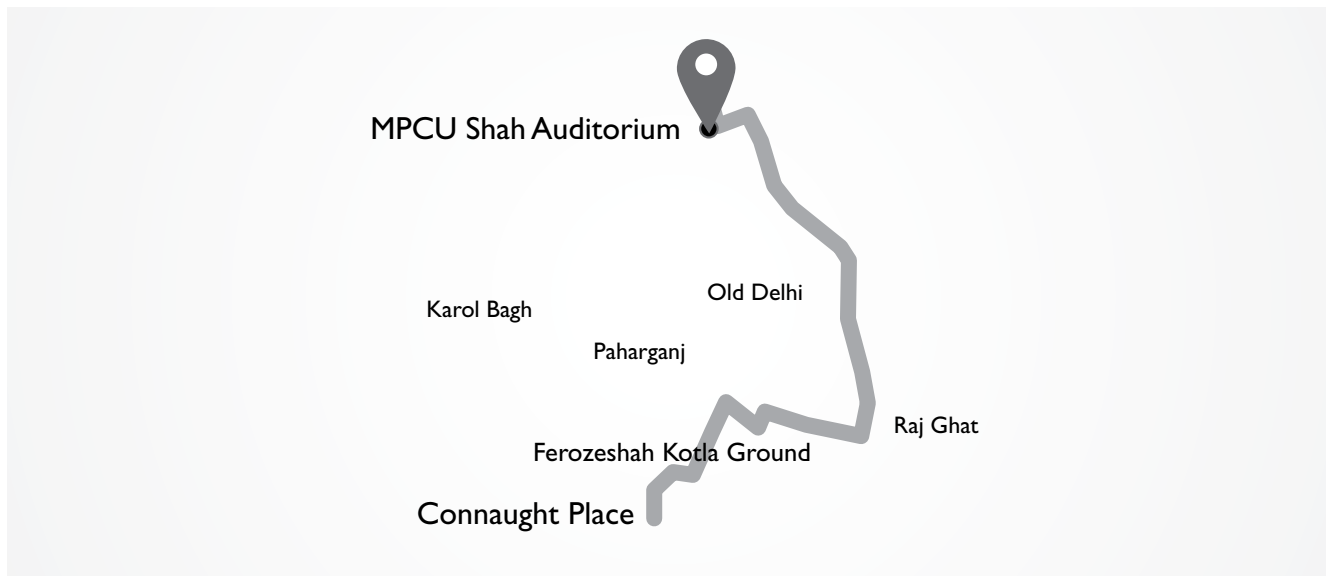 MPCU Shah Auditorium
Old Delhi
Karol Bagh
Paharganj
Raj Ghat
Ferozeshah Kotla Ground
Connaught Place